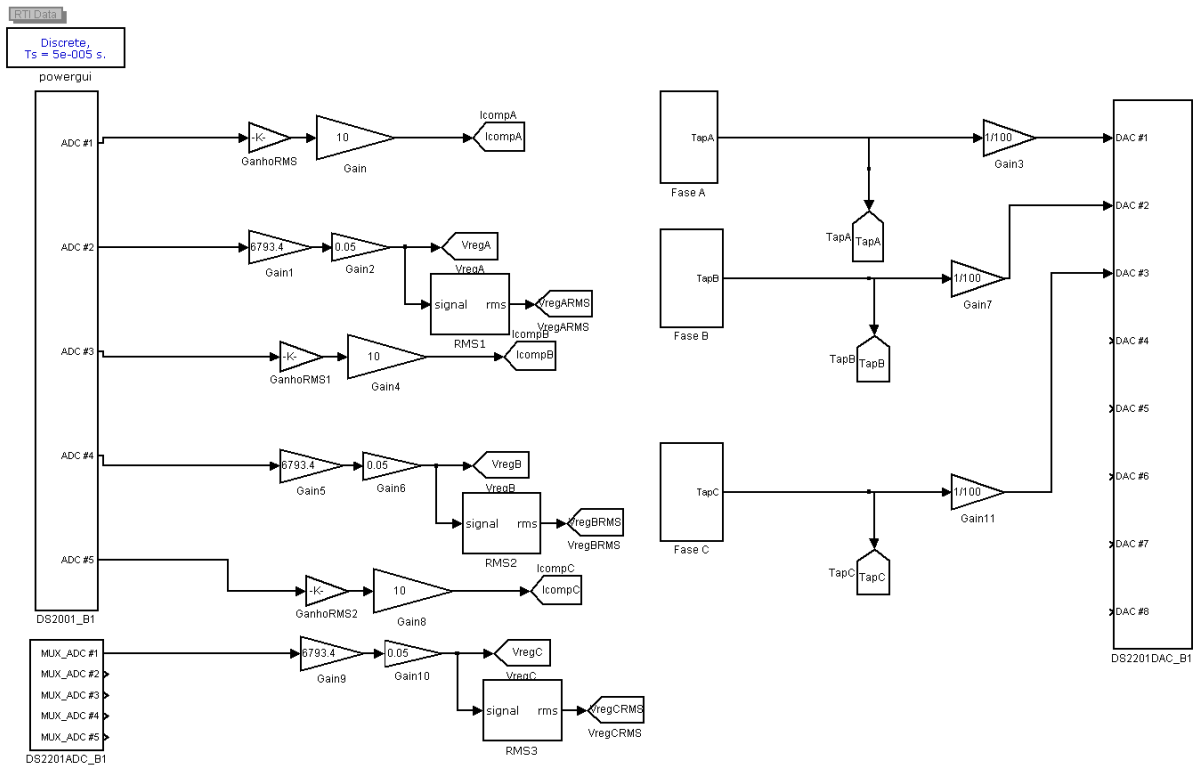 RTI Data
Discrete,
Ts = 5e-005 s.
powergui
ADC #1
ADC #2
ADC #3
ADC #4
ADC #5
DS2001_B1
-K-
GanhoRMS
10
Gain
IcompA
IcompA
6793.4
Gain1
0.05
Gain2
VregA
VregA
signal rms
RMS1
VregARMS
VregARMS
-K-
GanhoRMS1
10
Gain4
IcompB
IcompB
6793.4
Gain5
0.05
Gain6
VregB
VregB
signal rms
RMS2
VregBRMS
VregBRMS
-K-
GanhoRMS2
10
Gain8
IcompC
IcompC
MUX_ADC #1
MUX_ADC #2
MUX_ADC #3
MUX_ADC #4
MUX_ADC #5
DS2201ADC_B1
6793.4
Gain9
0.05
Gain10
VregC
VregC
signal rms
RMS3
VregCRMS
VregCRMS
TapA
Fase A
TapA
TapA
1/100
Gain3
TapB
Fase B
TapB
TapB
1/100
Gain7
TapC
Fase C
TapC
TapC
1/100
Gain11
DAC #1
DAC #2
DAC #3
DAC #4
DAC #5
DAC #6
DAC #7
DAC #8
DS2201DAC_B1